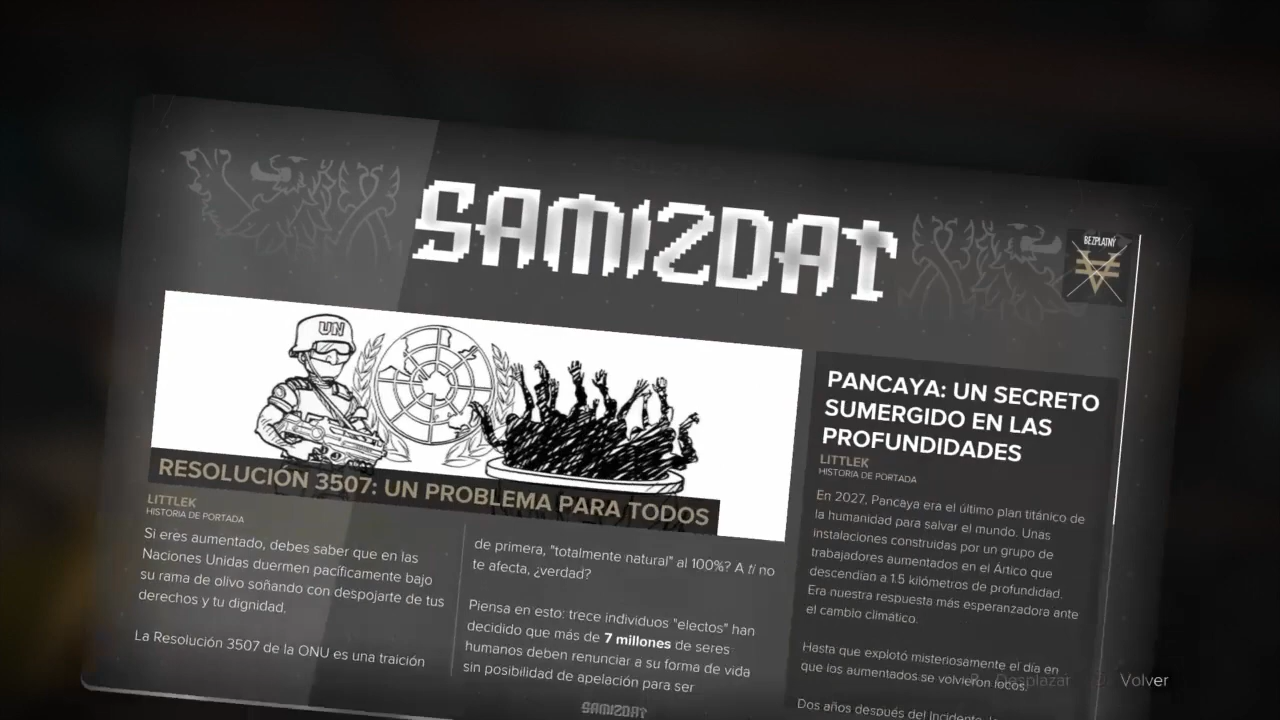 SAMIZDAT
BEZPLATNÝ
UN
RESOLUCIÓN 3507: UN PROBLEMA PARA TODOS
LITTLEK
HISTORIA DE PORTADA
Si eres aumentado, debes saber que en las
Naciones Unidas duermen pacíficamente bajo
su rama de olivo soñando con despojarte de tus
derechos y tu dignidad.
La Resolución 3507 de la ONU es una traición
de primera, "totalmente natural" al 100%? A ti no
te afecta, ¿verdad?
Piensa en esto: trece individuos "electos" han
decidido que más de 7 millones de seres
humanos deben renunciar a su forma de vida
sin posibilidad de apelación para ser
PANCAYA: UN SECRETO
SUMERGIDO EN LAS
PROFUNDIDADES
LITTLEK
HISTORIA DE PORTADA
En 2027, Pancaya era el último plan titánico de
la humanidad para salvar el mundo. Unas
instalaciones construidas por un grupo de
trabajadores aumentados en el Ártico que
descendían a 1.5 kilómetros de profundidad.
Era nuestra respuesta más esperanzadora ante
el cambio climático.
Hasta que explotó misteriosamente el día en
que los aumentados se volvieron locos.
Dos años después del Incidente,
SAMIZDAT
Desplazar
Volver